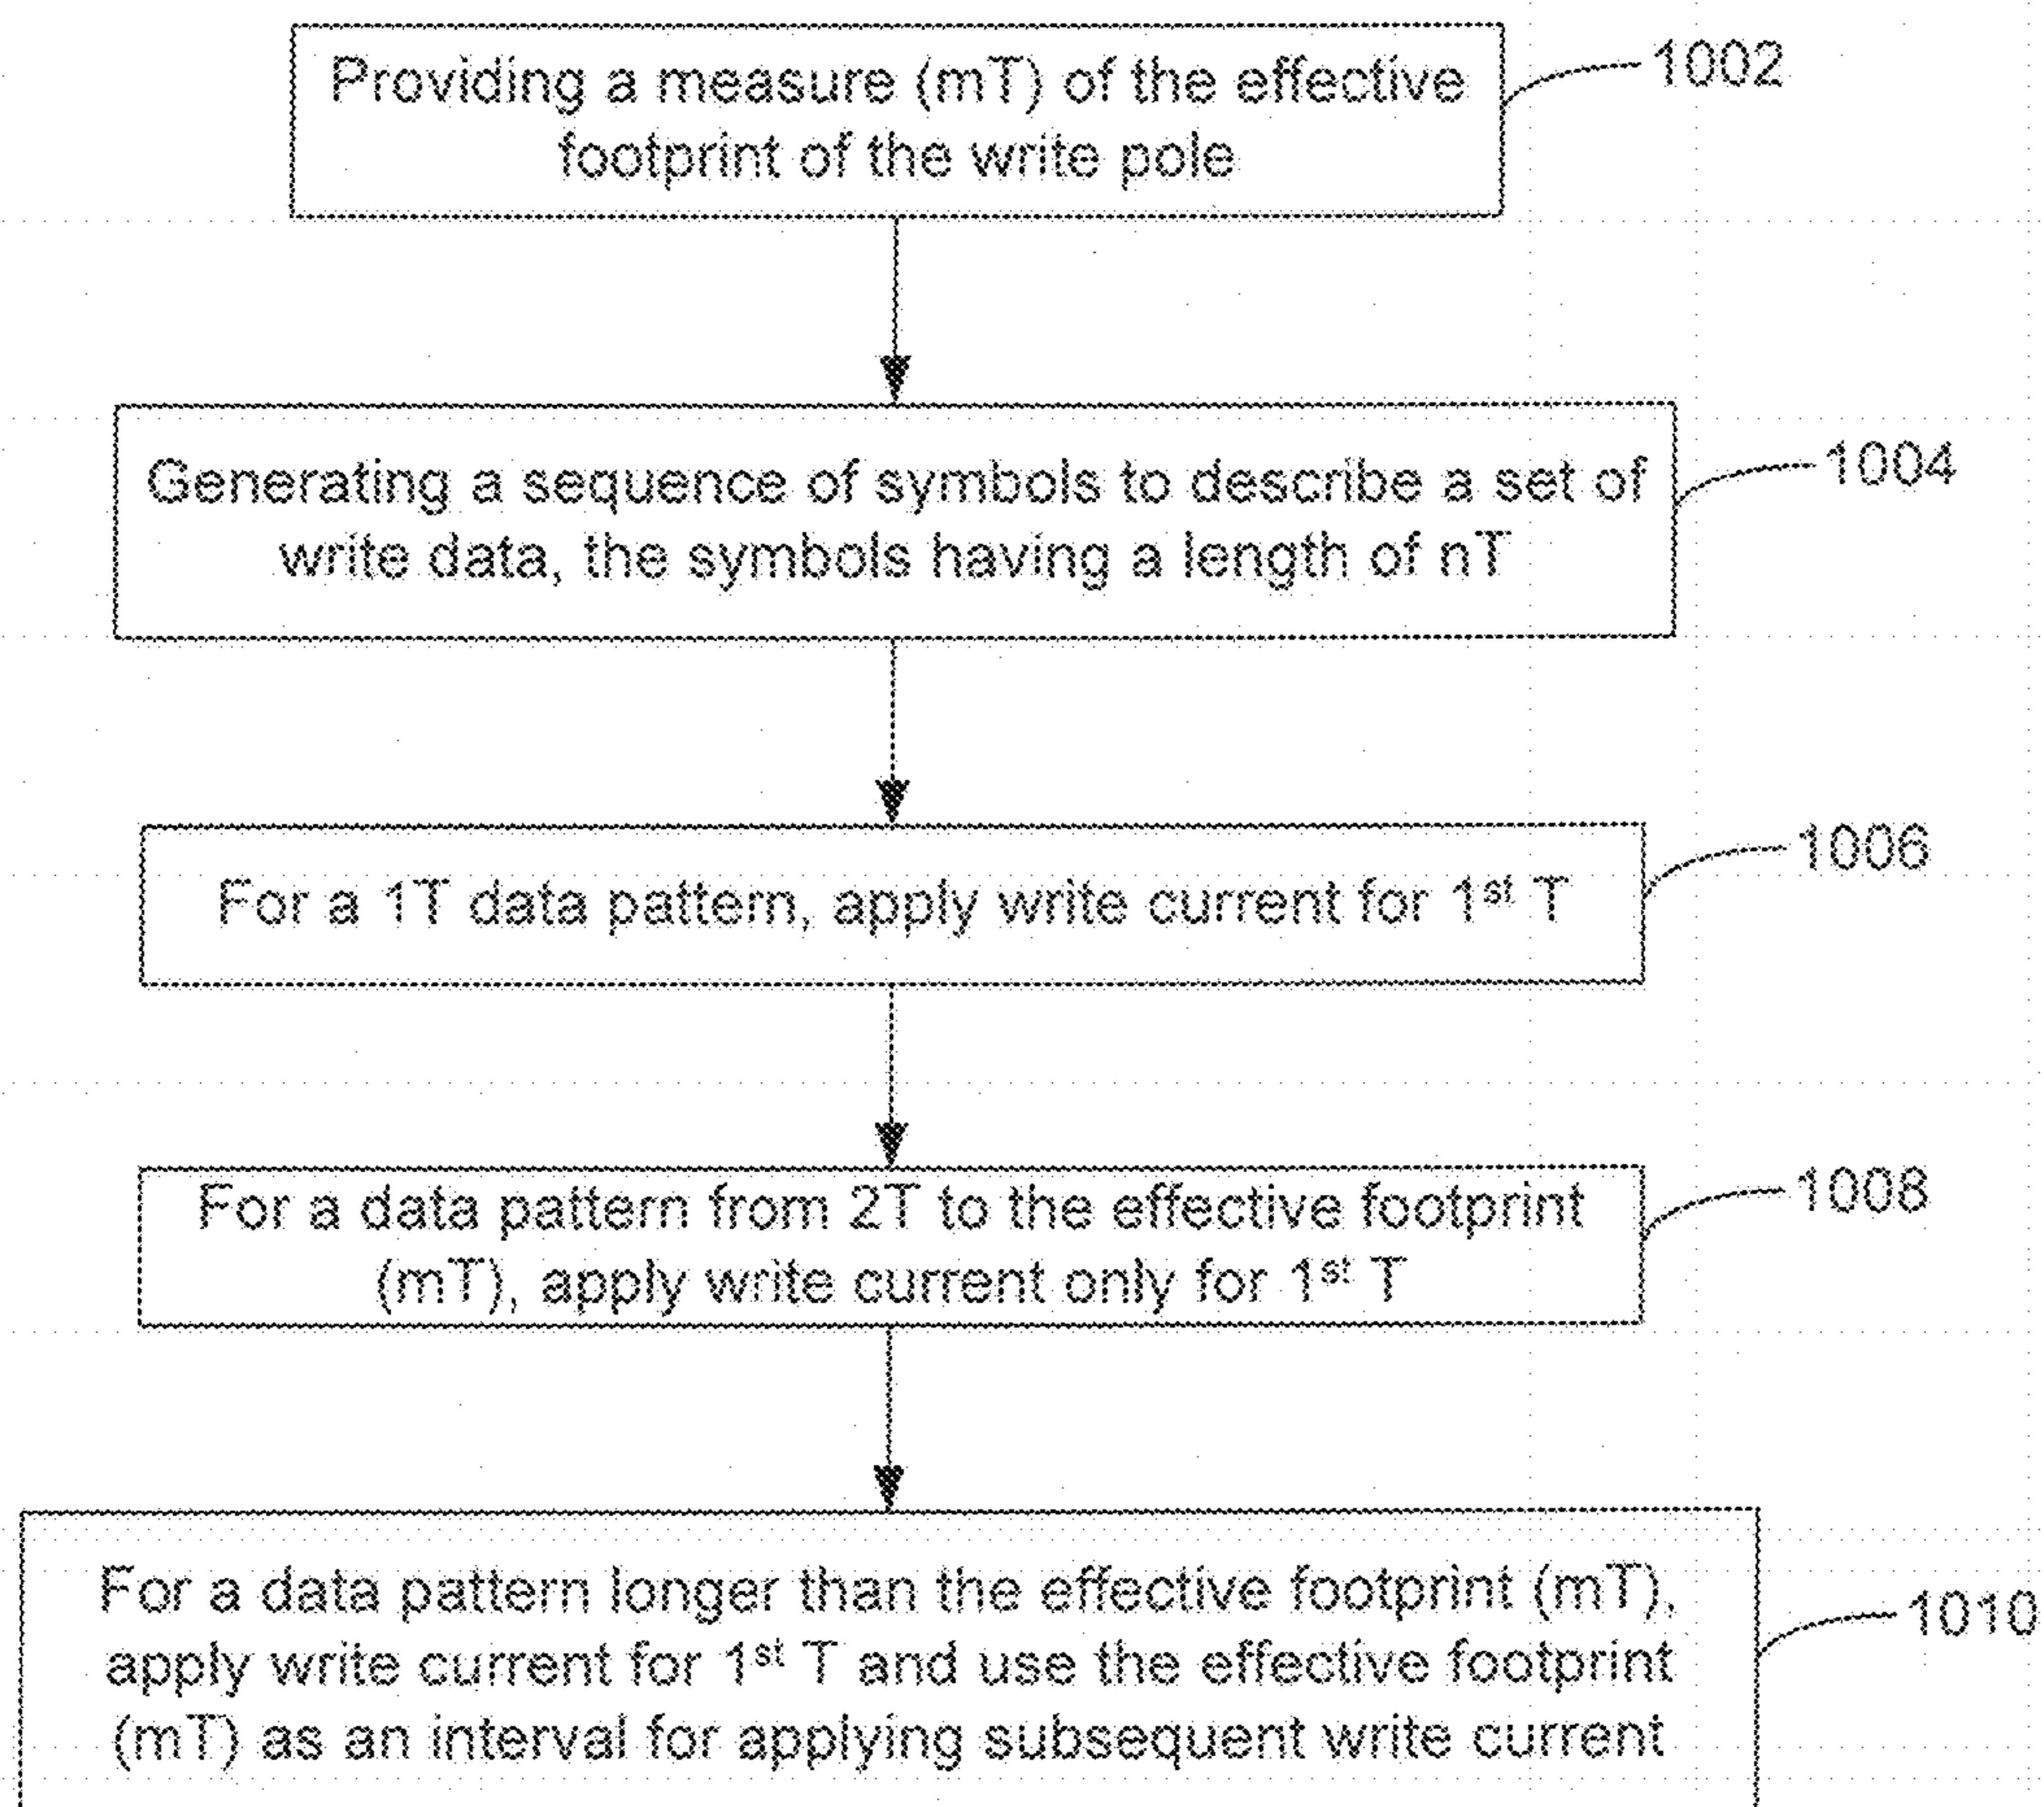 Providing a measure (mT) of the effective
footprint of the write pole
1002
Generating a sequence of symbols to describe a set of
write data, the symbols having a length of nT
1004
For a 1T data pattern, apply write current for 1st T
1006
For a data pattern from 2T to the effective footprint
(mT), apply write current only for 1st T
1008
For a data pattern longer than the effective footprint (mT),
apply write current for 1st T and use the effective footprint
(mT) as an interval for applying subsequent write current
1010